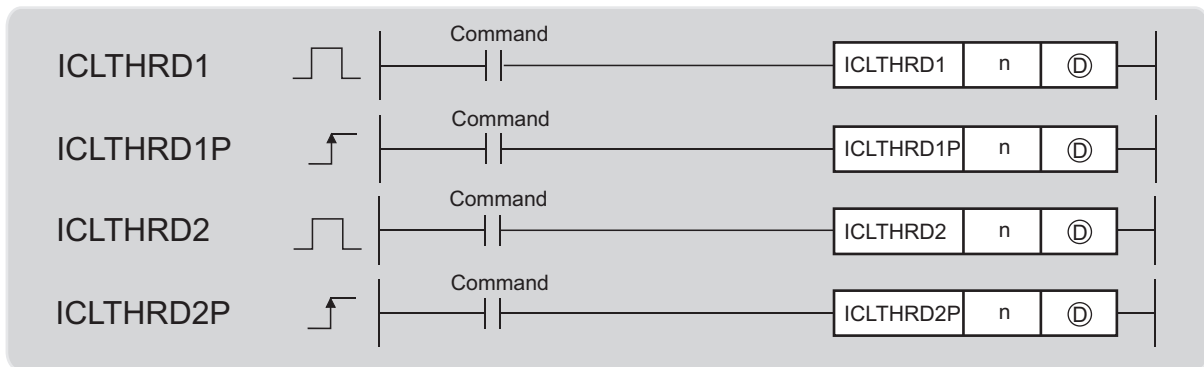 Command
ICLTHRD1 ICLTHRD1 n Ⓓ
Command
ICLTHRD1P ICLTHRD1P n Ⓓ
Command
ICLTHRD2 ICLTHRD2 n Ⓓ
Command
ICLTHRD2P ICLTHRD2P n Ⓓ